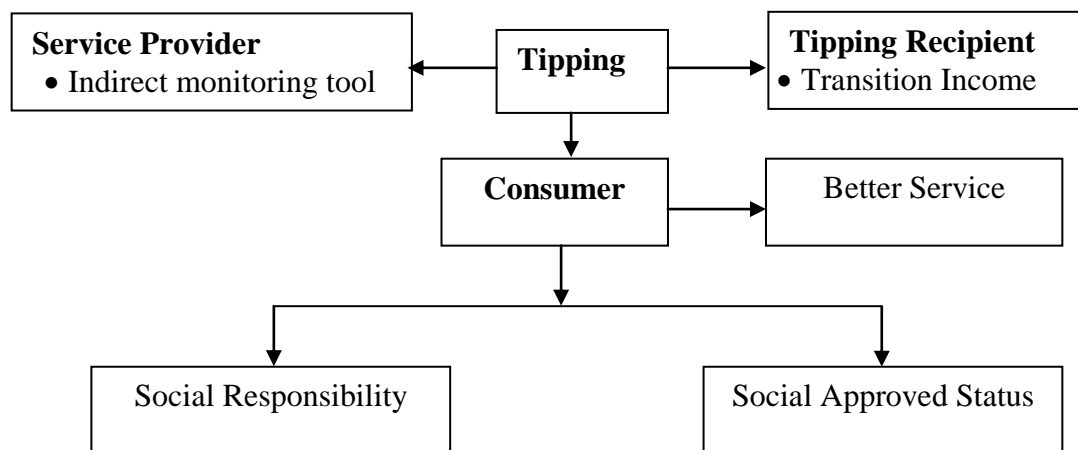 Service Provider
• Indirect monitoring tool
Tipping
Tipping Recipient
• Transition Income
Consumer
Better Service
Social Responsibility
Social Approved Status